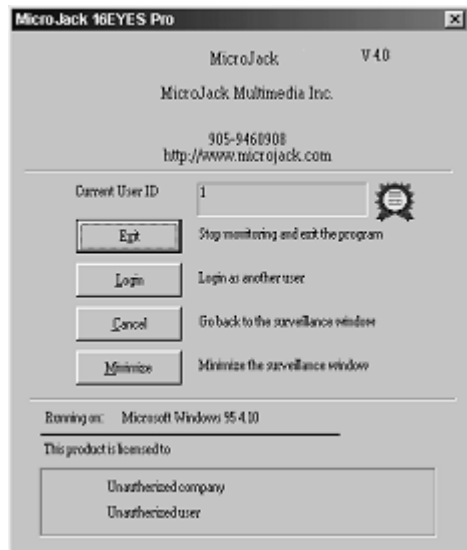 MicroJack 16EYES Pro
MicroJack V 4.0
MicroJack Multimedia Inc.
905-9460908
http://www.microjack.com
Current User ID 1
Exit Stop monitoring and exit the program
Login Login as another user
Cancel Go back to the surveillance window
Minimize Minimize the surveillance window
Running on: Microsoft Windows 95 4.10
This product is licensed to
Unautherized company
Unautherized user